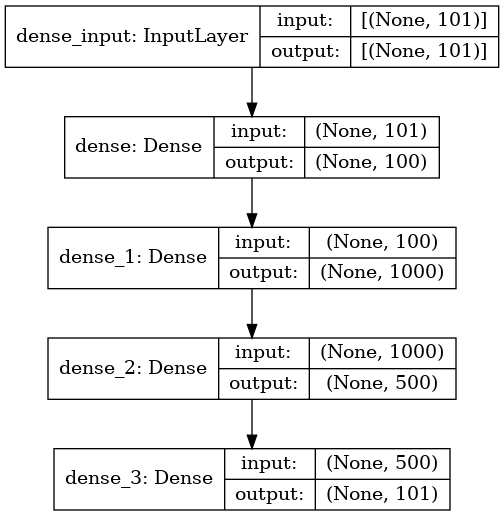 dense_input: InputLayer
input: [(None, 101)]
output: [(None, 101)]
dense: Dense
input: (None, 101)
output: (None, 100)
dense_1: Dense
input: (None, 100)
output: (None, 1000)
dense_2: Dense
input: (None, 1000)
output: (None, 500)
dense_3: Dense
input: (None, 500)
output: (None, 101)